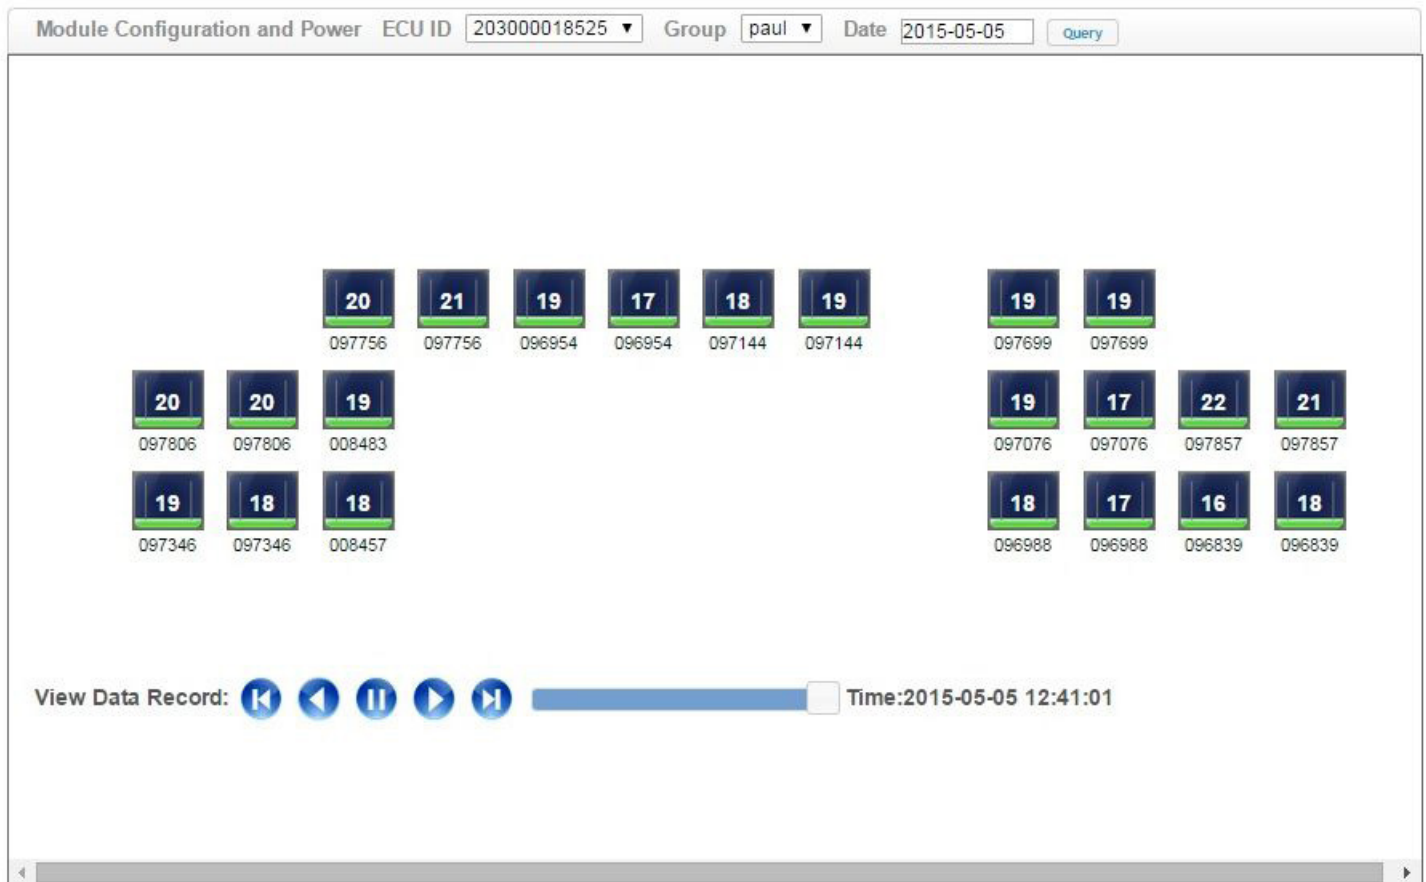 Module Configuration and Power ECU ID 203000018525 Group paul Date 2015-05-05 Query
20 21 19 17 18 19 19 19
097756 097756 096954 096954 097144 097144 097699 097699
20 20 19 19 17 22 21
097806 097806 008483 097076 097076 097857 097857
19 18 18 18 17 16 18
097346 097346 008457 096988 096988 096839 096839
View Data Record: Time:2015-05-05 12:41:01